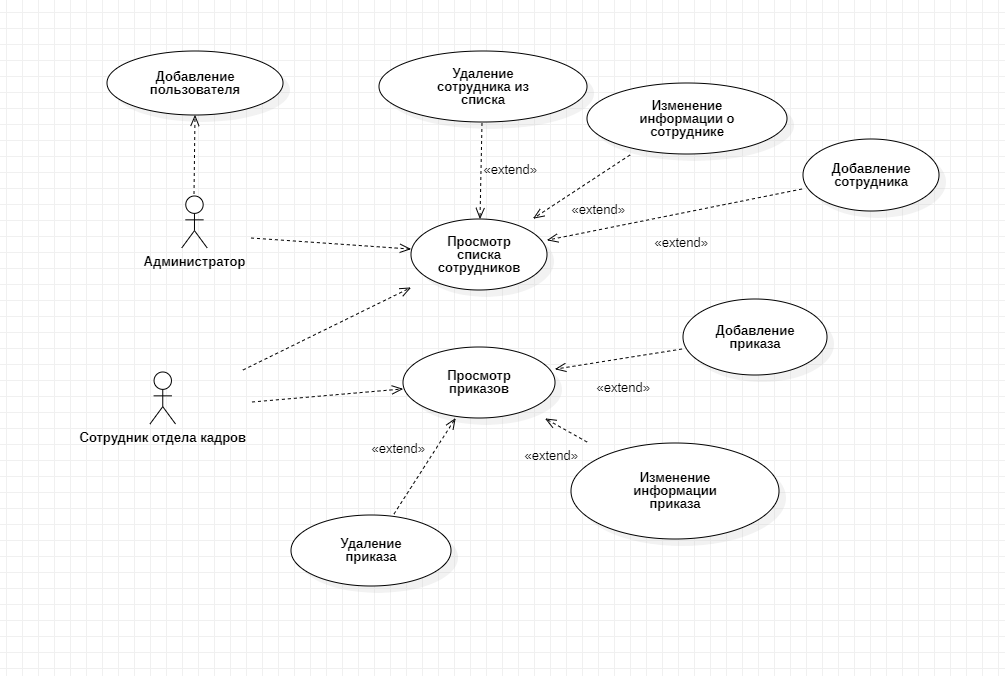 Добавление
пользователя
Удаление
сотрудника из
списка
Изменение
информации о
сотруднике
Добавление
сотрудника
«extend»
«extend»
«extend»
Администратор
Просмотр
списка
сотрудников
Добавление
приказа
Просмотр
приказов
«extend»
Сотрудник отдела кадров
«extend»
«extend»
Изменение
информации
приказа
Удаление
приказа